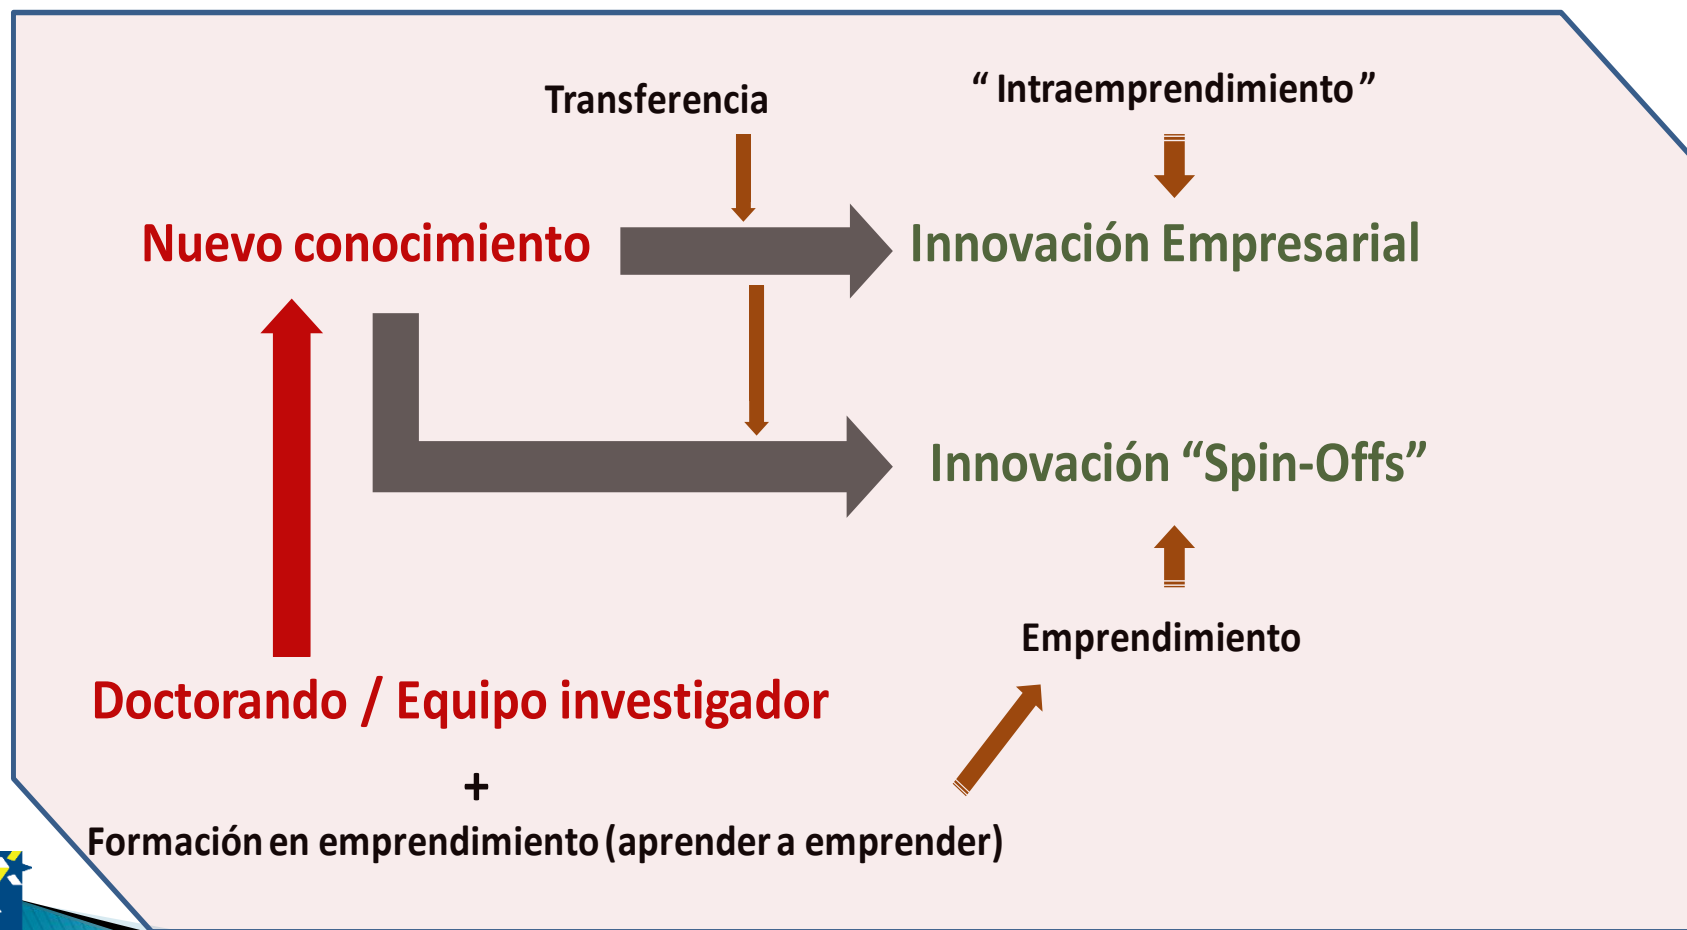 Transferencia
“ Intraemprendimiento ”
Nuevo conocimiento
Innovación Empresarial
Innovación “Spin-Offs”
Emprendimiento
Doctorando / Equipo investigador
+
Formación en emprendimiento (aprender a emprender)